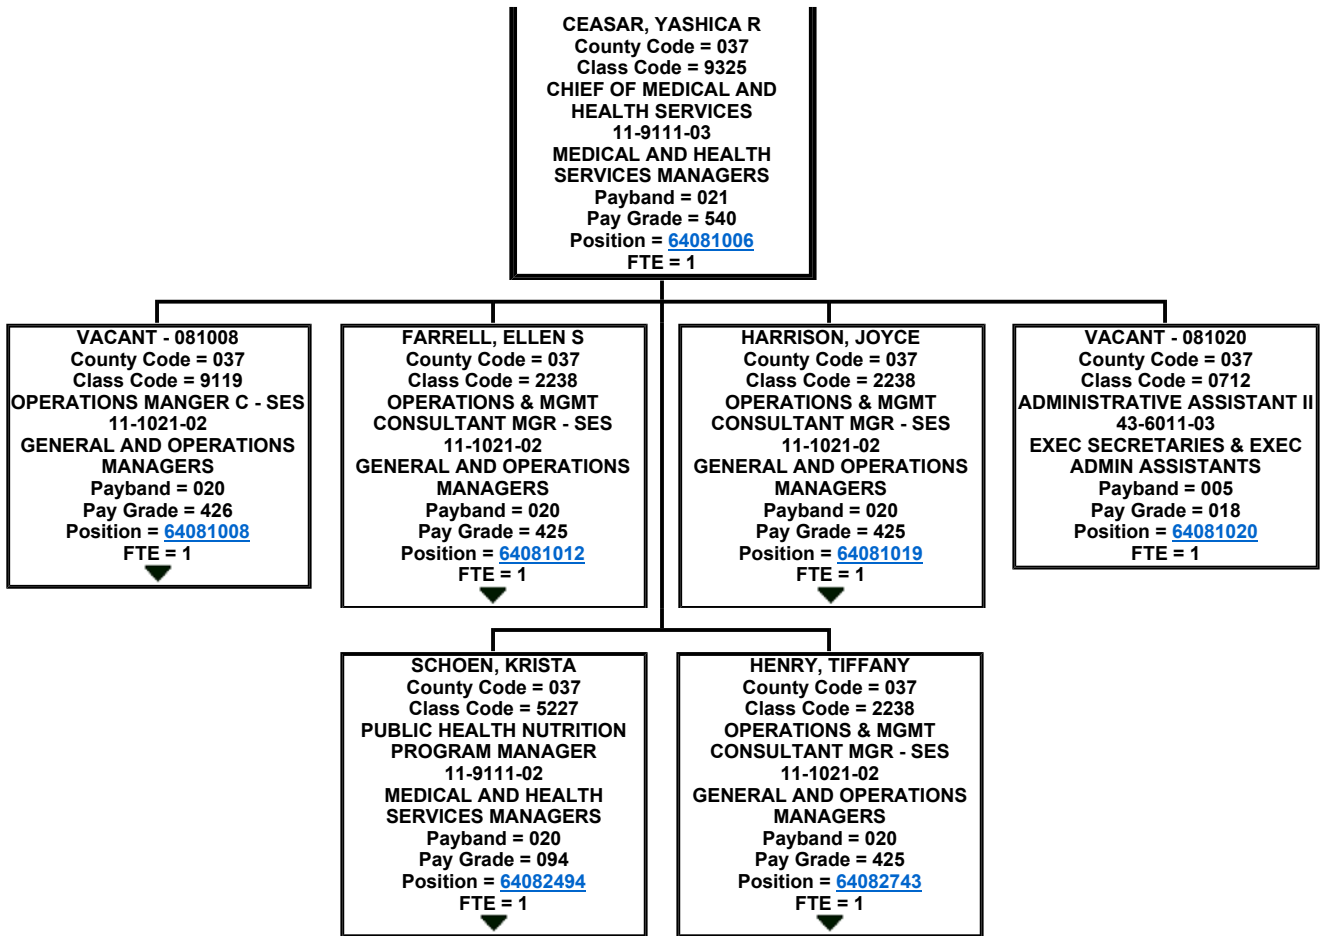 CEASAR, YASHICA R
County Code = 037
Class Code = 9325
CHIEF OF MEDICAL AND
HEALTH SERVICES
11-9111-03
MEDICAL AND HEALTH
SERVICES MANAGERS
Payband = 021
Pay Grade = 540
Position = 64081006
FTE = 1
VACANT - 081008
County Code = 037
Class Code = 9119
OPERATIONS MANGER C - SES
11-1021-02
GENERAL AND OPERATIONS
MANAGERS
Payband = 020
Pay Grade = 426
Position = 64081008
FTE = 1
FARRELL, ELLEN S
County Code = 037
Class Code = 2238
OPERATIONS & MGMT
CONSULTANT MGR - SES
11-1021-02
GENERAL AND OPERATIONS
MANAGERS
Payband = 020
Pay Grade = 425
Position = 64081012
FTE = 1
HARRISON, JOYCE
County Code = 037
Class Code = 2238
OPERATIONS & MGMT
CONSULTANT MGR - SES
11-1021-02
GENERAL AND OPERATIONS
MANAGERS
Payband = 020
Pay Grade = 425
Position = 64081019
FTE = 1
VACANT - 081020
County Code = 037
Class Code = 0712
ADMINISTRATIVE ASSISTANT II
43-6011-03
EXEC SECRETARIES & EXEC
ADMIN ASSISTANTS
Payband = 005
Pay Grade = 018
Position = 64081020
FTE = 1
SCHOEN, KRISTA
County Code = 037
Class Code = 5227
PUBLIC HEALTH NUTRITION
PROGRAM MANAGER
11-9111-02
MEDICAL AND HEALTH
SERVICES MANAGERS
Payband = 020
Pay Grade = 094
Position = 64082494
FTE = 1
HENRY, TIFFANY
County Code = 037
Class Code = 2238
OPERATIONS & MGMT
CONSULTANT MGR - SES
11-1021-02
GENERAL AND OPERATIONS
MANAGERS
Payband = 020
Pay Grade = 425
Position = 64082743
FTE = 1